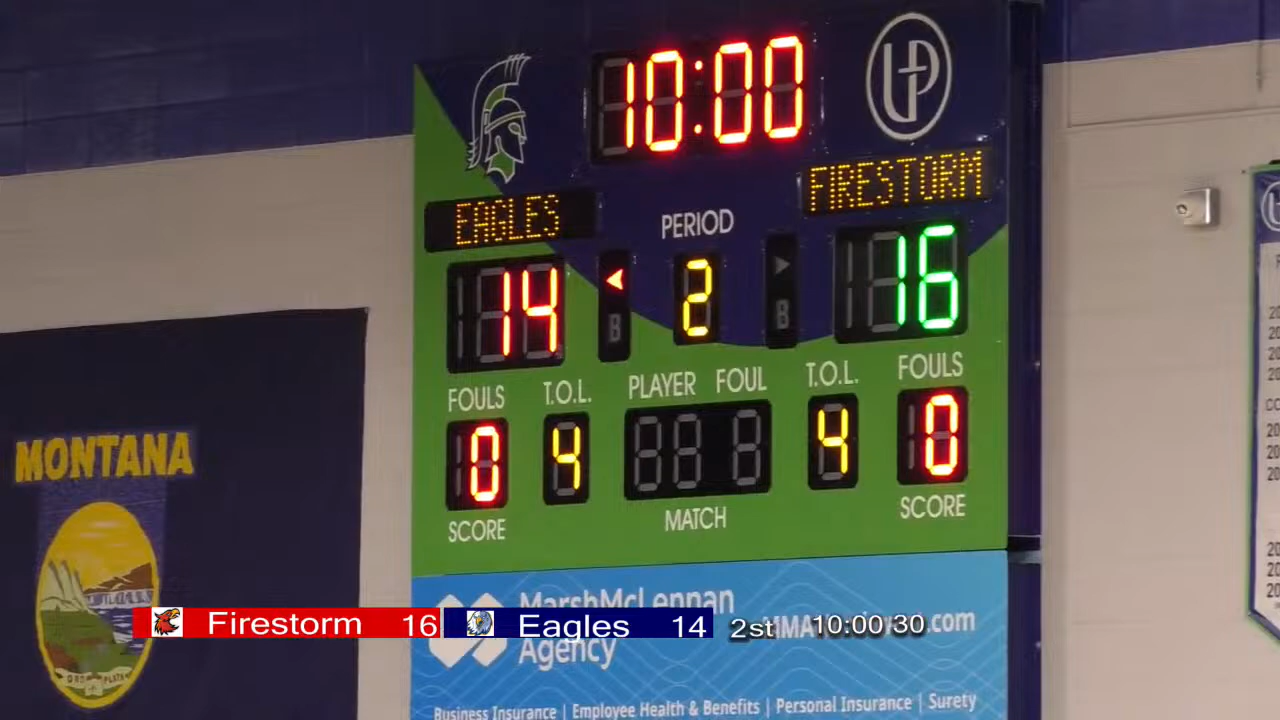 10:00
UP
FIRESTORM
EAGLES
PERIOD
14
2
16
B
B
FOULS T.O.L. PLAYER FOUL T.O.L. FOULS
0 4 4 0
SCORE MATCH SCORE
MONTANA
MarshMcLennan
Agency
Firestorm 16 Eagles 14 2st 10:00:30
.com
Business Insurance | Employee Health & Benefits | Personal Insurance | Surety